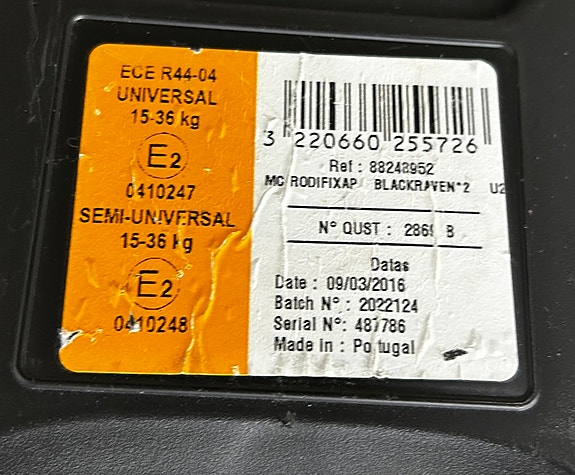 ECE R44-04
UNIVERSAL
15-36 kg
E2
0410247
SEMI-UNIVERSAL
15-36 kg
E2
0410248
3 220660 255726
Ref : 88248952
MC RODIFIXAP BLACKRAVEN*2 U2
N° QUST : B
Datas
Date : 09/03/2016
Batch N° : 2022124
Serial N°: 487786
Made in : Portugal